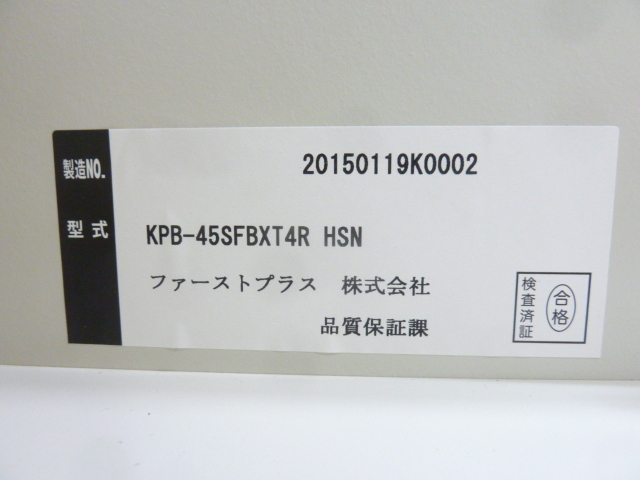 製造NO. 20150119K0002
型式 KPB-45SFBXT4R HSN
ファーストプラス 株式会社
品質保証課
検査済証
合格